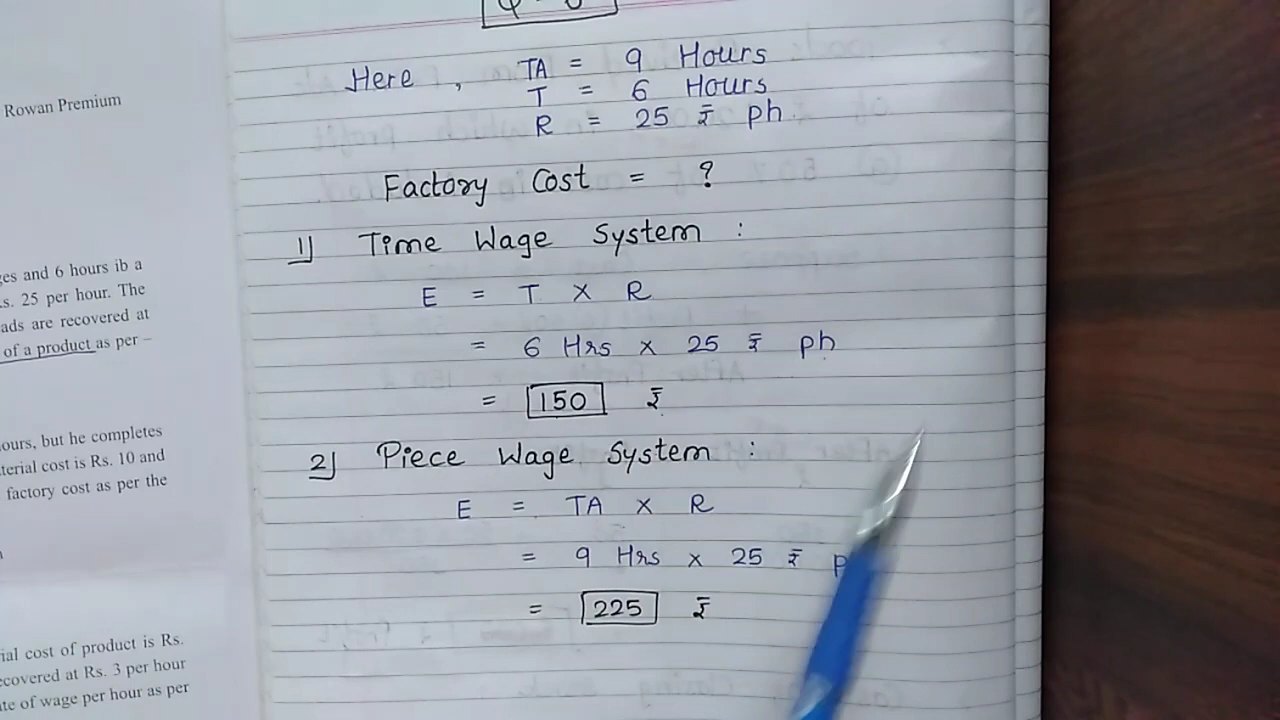 Rowan Premium
ges and 6 hours ib a
s. 25 per hour. The
ads are recovered at
of a product as per –
ours, but he completes
terial cost is Rs. 10 and
factory cost as per the
ial cost of product is Rs.
ecovered at Rs. 3 per hour
te of wage per hour as per
Here , TA = 9 Hours
T = 6 Hours
R = 25 ₹ ph.
Factory Cost = ?
1) Time Wage System :
E = T X R
= 6 Hrs x 25 ₹ ph
= 150 ₹
2) Piece Wage System :
E = TA X R
= 9 Hrs x 25 ₹ p
= 225 ₹